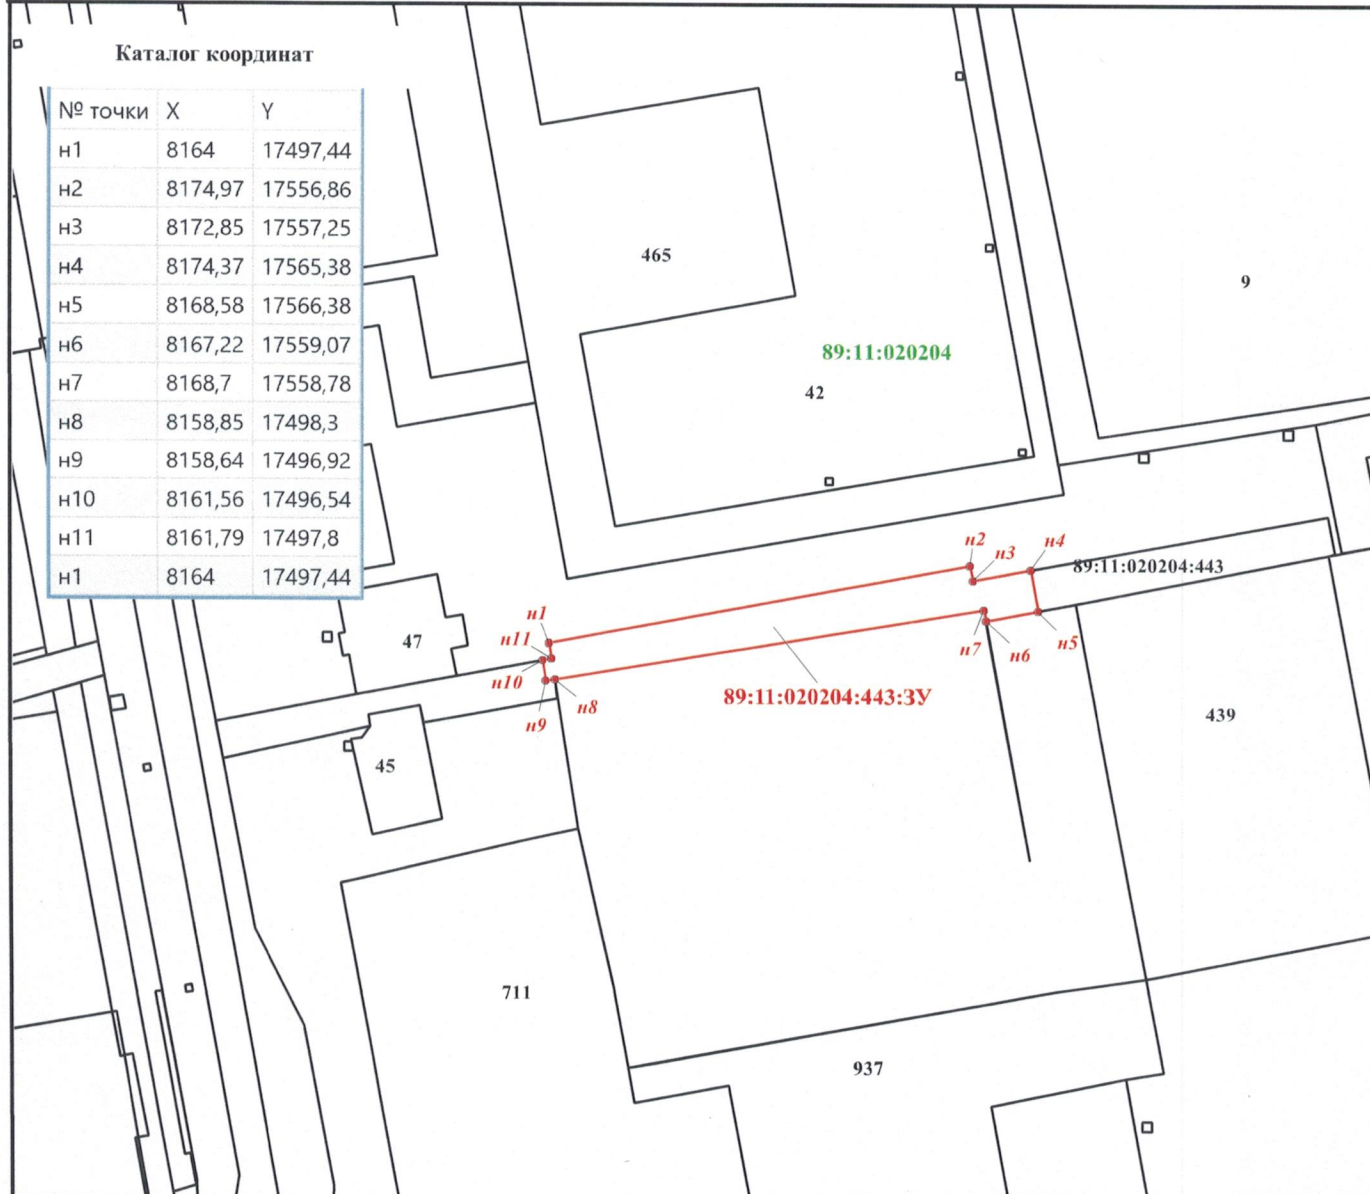 Каталог координат
№ точки X Y
н1 8164 17497,44
н2 8174,97 17556,86
н3 8172,85 17557,25
н4 8174,37 17565,38
н5 8168,58 17566,38
н6 8167,22 17559,07
н7 8168,7 17558,78
н8 8158,85 17498,3
н9 8158,64 17496,92
н10 8161,56 17496,54
н11 8161,79 17497,8
н1 8164 17497,44
465
9
89:11:020204
42
н2
н3
н4
89:11:020204:443
н1
н11
47
н10
н7
н6
н5
н8
н9
89:11:020204:443:ЗУ
439
45
711
937